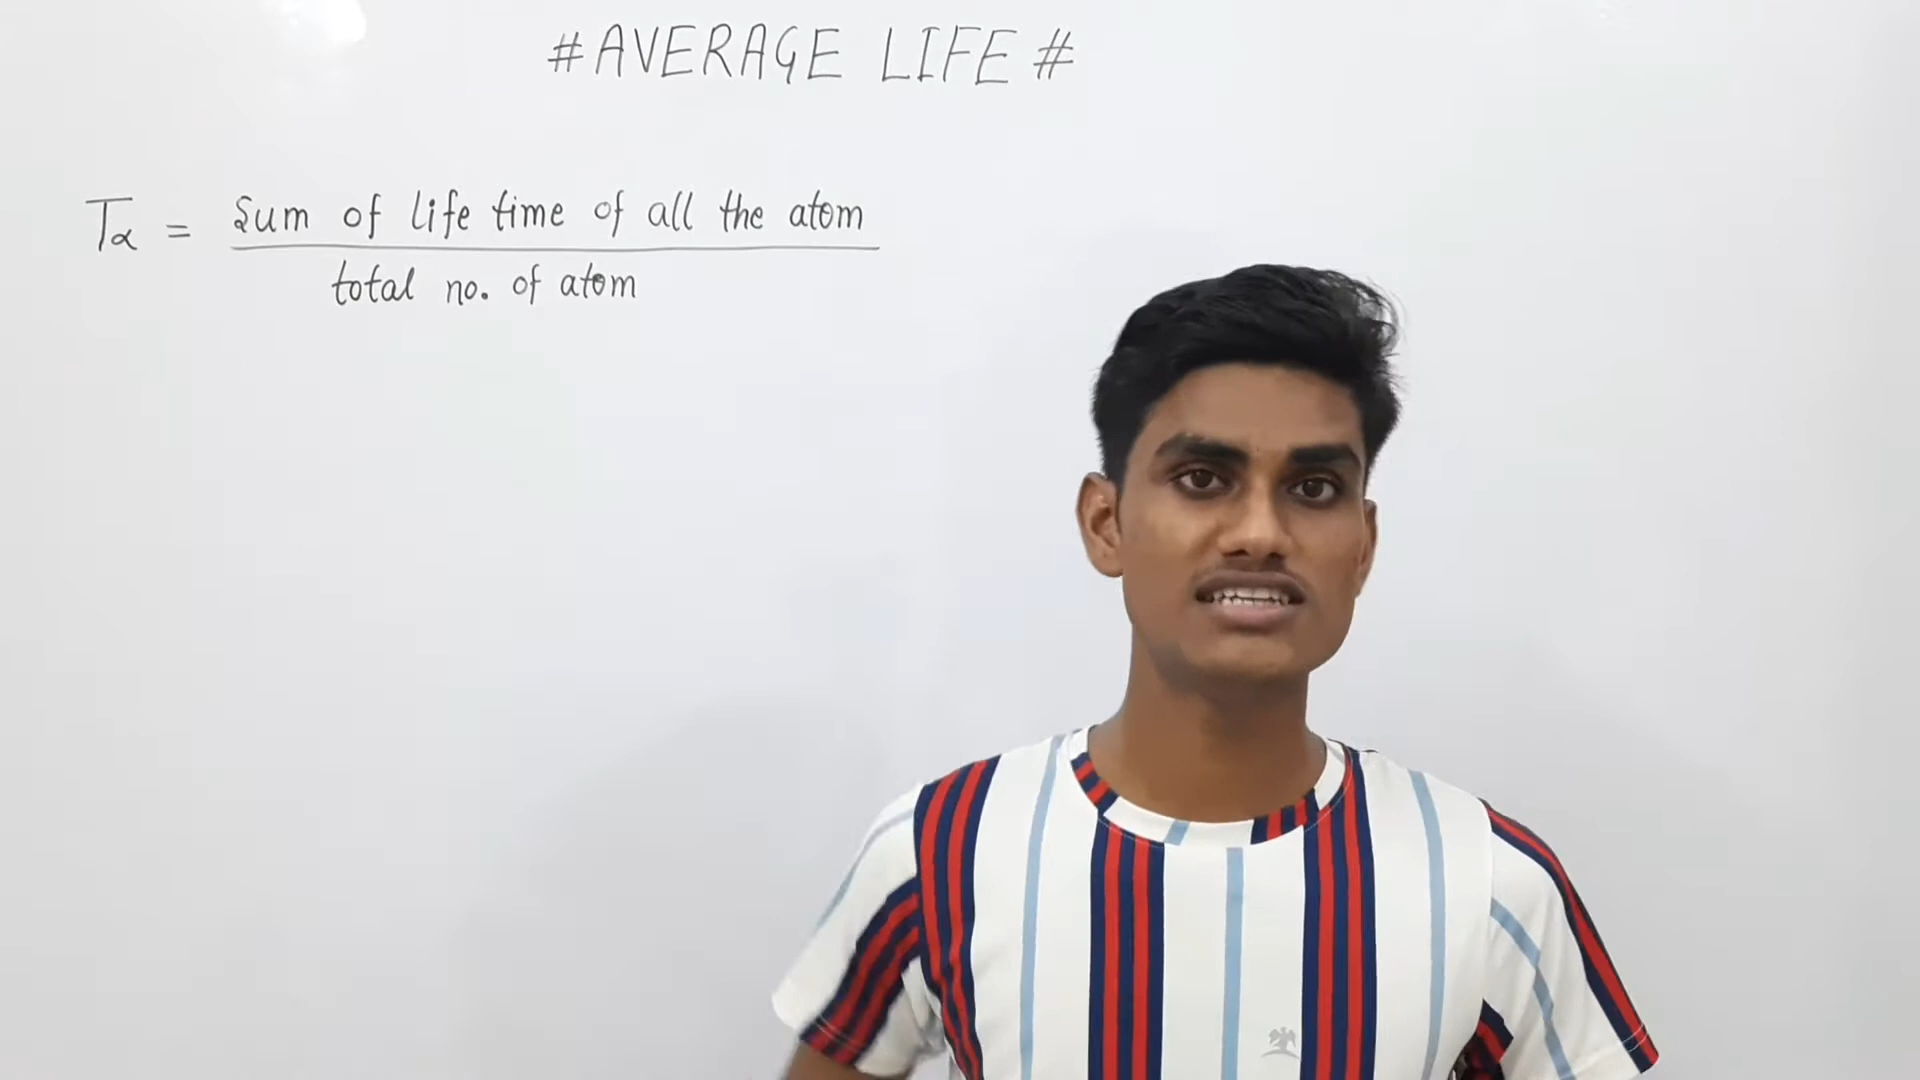 #AVERAGE LIFE#
Tα = Sum of life time of all the atom
total no. of atom